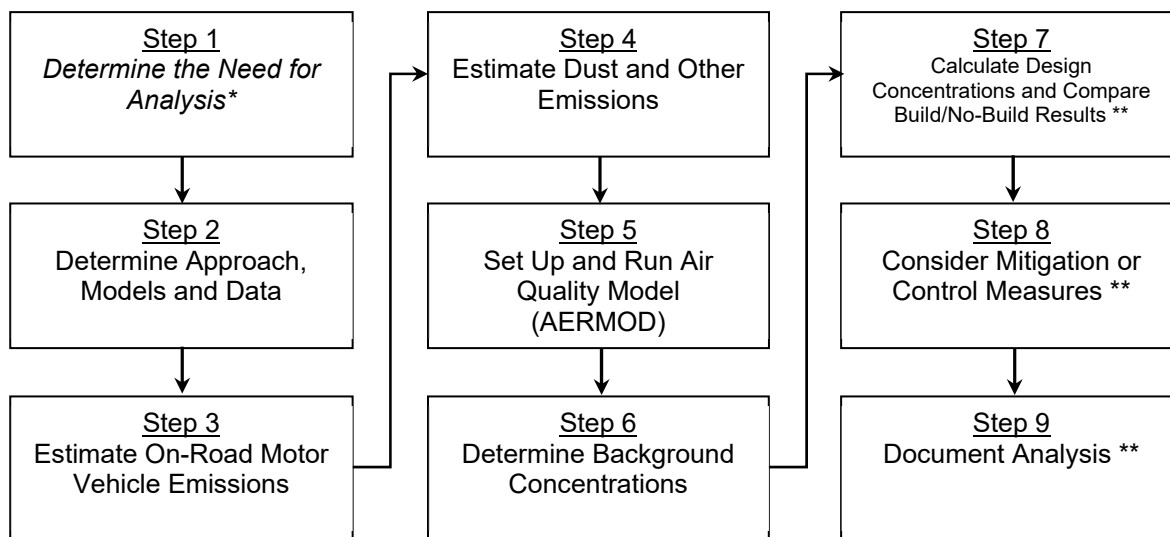 Step 1
Determine the Need for
Analysis*
Step 2
Determine Approach,
Models and Data
Step 3
Estimate On-Road Motor
Vehicle Emissions
Step 4
Estimate Dust and Other
Emissions
Step 5
Set Up and Run Air
Quality Model
(AERMOD)
Step 6
Determine Background
Concentrations
Step 7
Calculate Design
Concentrations and Compare
Build/No-Build Results **
Step 8
Consider Mitigation or
Control Measures **
Step 9
Document Analysis **